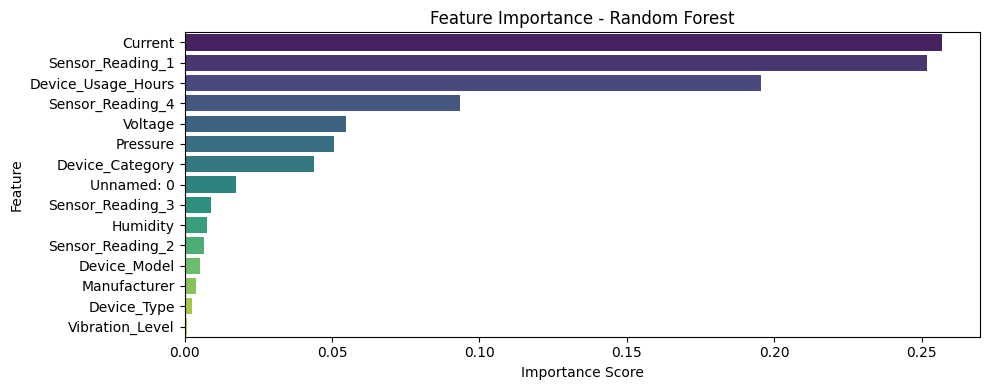 Feature Importance - Random Forest
Feature
Current
Sensor_Reading_1
Device_Usage_Hours
Sensor_Reading_4
Voltage
Pressure
Device_Category
Unnamed: 0
Sensor_Reading_3
Humidity
Sensor_Reading_2
Device_Model
Manufacturer
Device_Type
Vibration_Level
0.00 0.05 0.10 0.15 0.20 0.25
Importance Score